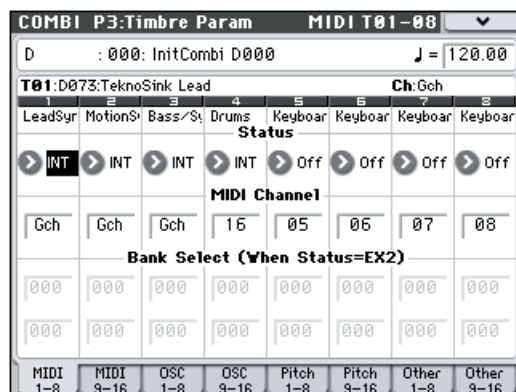 COMBI P3:Timbre Param MIDI T01-08
D :000: InitCombi D000 ♩= 120.00
T01:D073:TeknoSink Lead Ch:Gch
1 2 3 4 5 6 7 8
LeadSyr MotionS Bass/Sy Drums Keyboar Keyboar Keyboar Keyboar
Status
INT INT INT INT Off Off Off Off
MIDI Channel
Gch Gch Gch 16 05 06 07 08
Bank Select (When Status=EX2)
000 000 000 000 000 000 000 000
000 000 000 000 000 000 000 000
MIDI MIDI OSC OSC Pitch Pitch Other Other
1-8 9-16 1-8 9-16 1-8 9-16 1-8 9-16